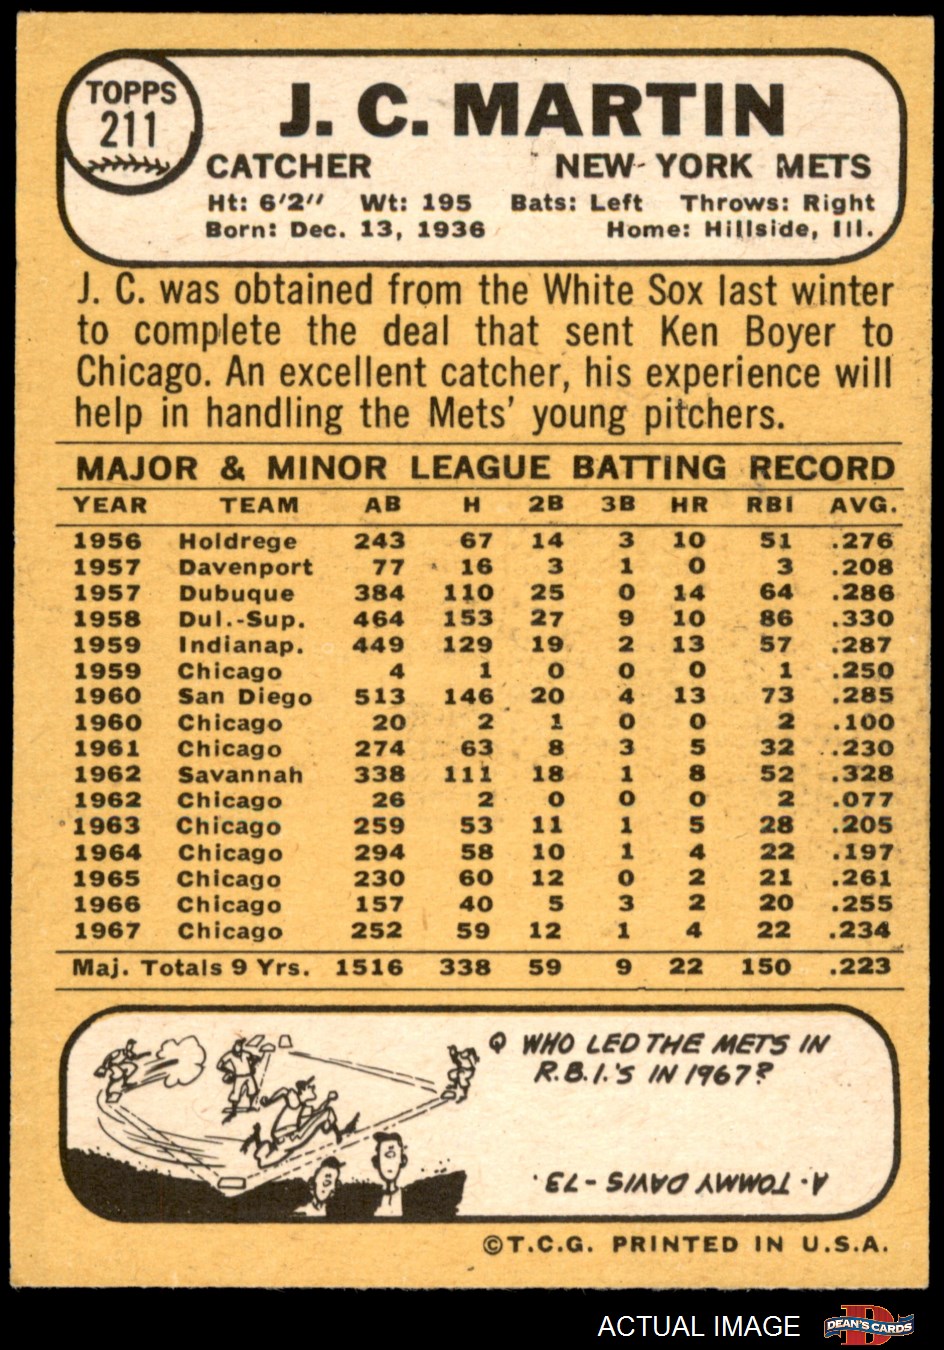 TOPPS
211
J. C. MARTIN
CATCHER NEW YORK METS
Ht: 6'2" Wt: 195 Bats: Left Throws: Right
Born: Dec. 13, 1936 Home: Hillside, Ill.
J. C. was obtained from the White Sox last winter
to complete the deal that sent Ken Boyer to
Chicago. An excellent catcher, his experience will
help in handling the Mets' young pitchers.
MAJOR & MINOR LEAGUE BATTING RECORD
YEAR TEAM AB H 2B 3B HR RBI AVG.
1956 Holdrege 243 67 14 3 10 51 .276
1957 Davenport 77 16 3 1 0 3 .208
1957 Dubuque 384 110 25 0 14 64 .286
1958 Dul.-Sup. 464 153 27 9 10 86 .330
1959 Indianap. 449 129 19 2 13 57 .287
1959 Chicago 4 1 0 0 0 1 .250
1960 San Diego 513 146 20 4 13 73 .285
1960 Chicago 20 2 1 0 0 2 .100
1961 Chicago 274 63 8 3 5 32 .230
1962 Savannah 338 111 18 1 8 52 .328
1962 Chicago 26 2 0 0 0 2 .077
1963 Chicago 259 53 11 1 5 28 .205
1964 Chicago 294 58 10 1 4 22 .197
1965 Chicago 230 60 12 0 2 21 .261
1966 Chicago 157 40 5 3 2 20 .255
1967 Chicago 252 59 12 1 4 22 .234
Maj. Totals 9 Yrs. 1516 338 59 9 22 150 .223
Q WHO LED THE METS IN
R.B.I.'S IN 1967?
A. TOMMY DAVIS - 73.
©T.C.G. PRINTED IN U.S.A.
ACTUAL IMAGE
D
DEAN'S CARDS